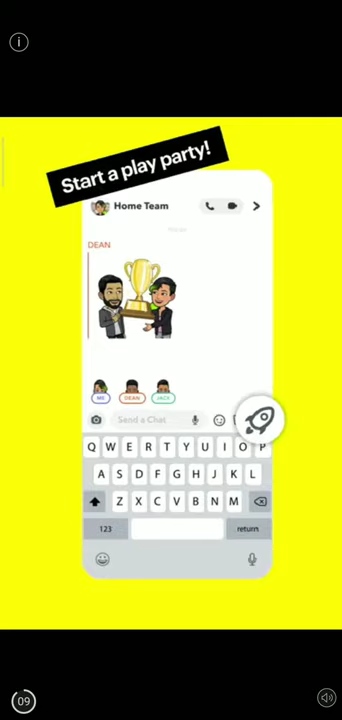 Start a play party!
Home Team
DEAN
ME DEAN JACK
Send a Chat
Q W E R T Y U I O P
A S D F G H J K L
Z X C V B N M
123 return
09